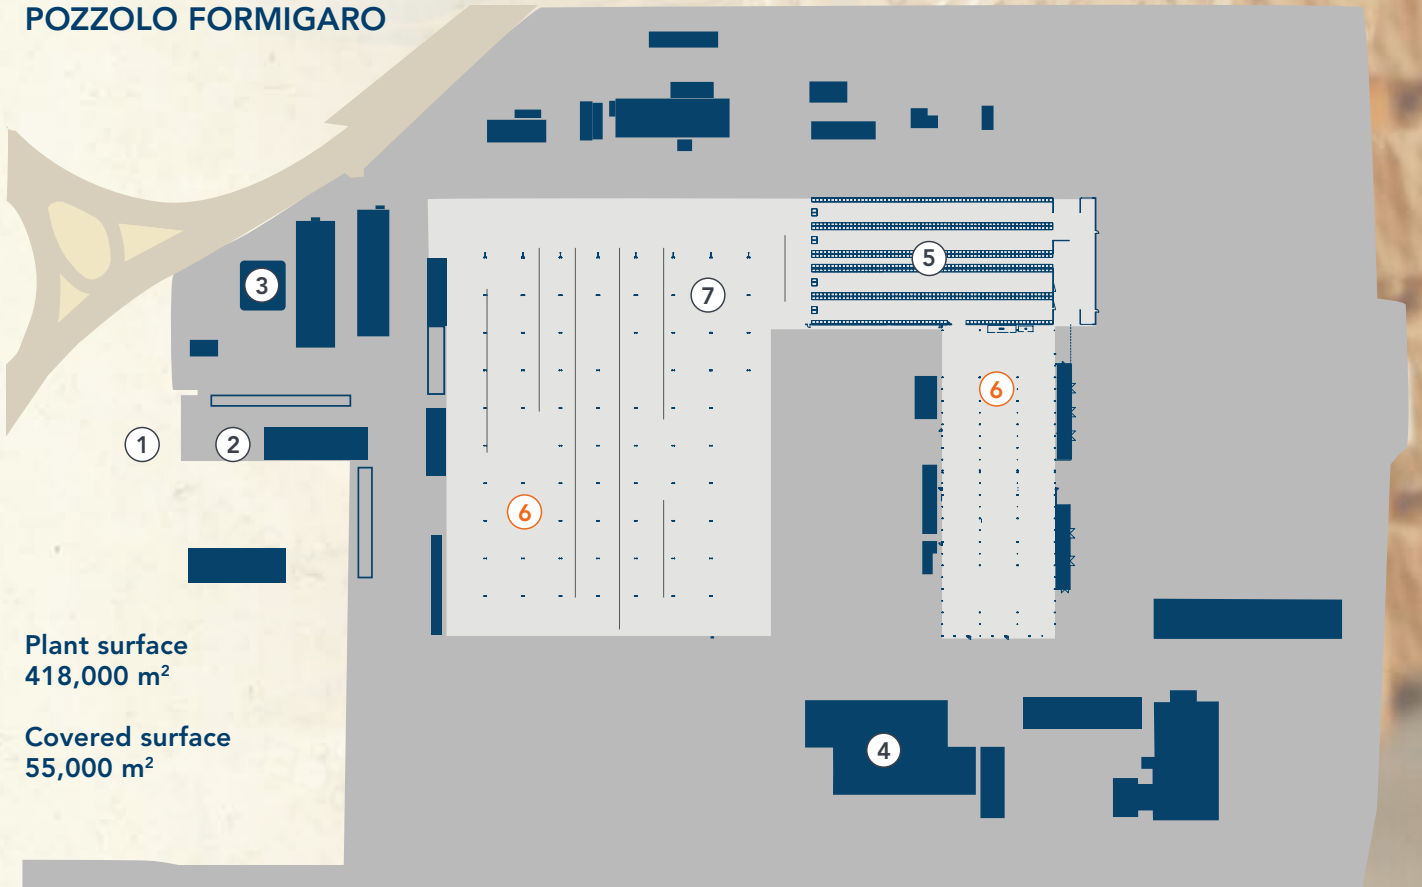 POZZOLO FORMIGARO
5
3
7
6
1
2
6
4
Plant surface
418,000 m²
Covered surface
55,000 m²